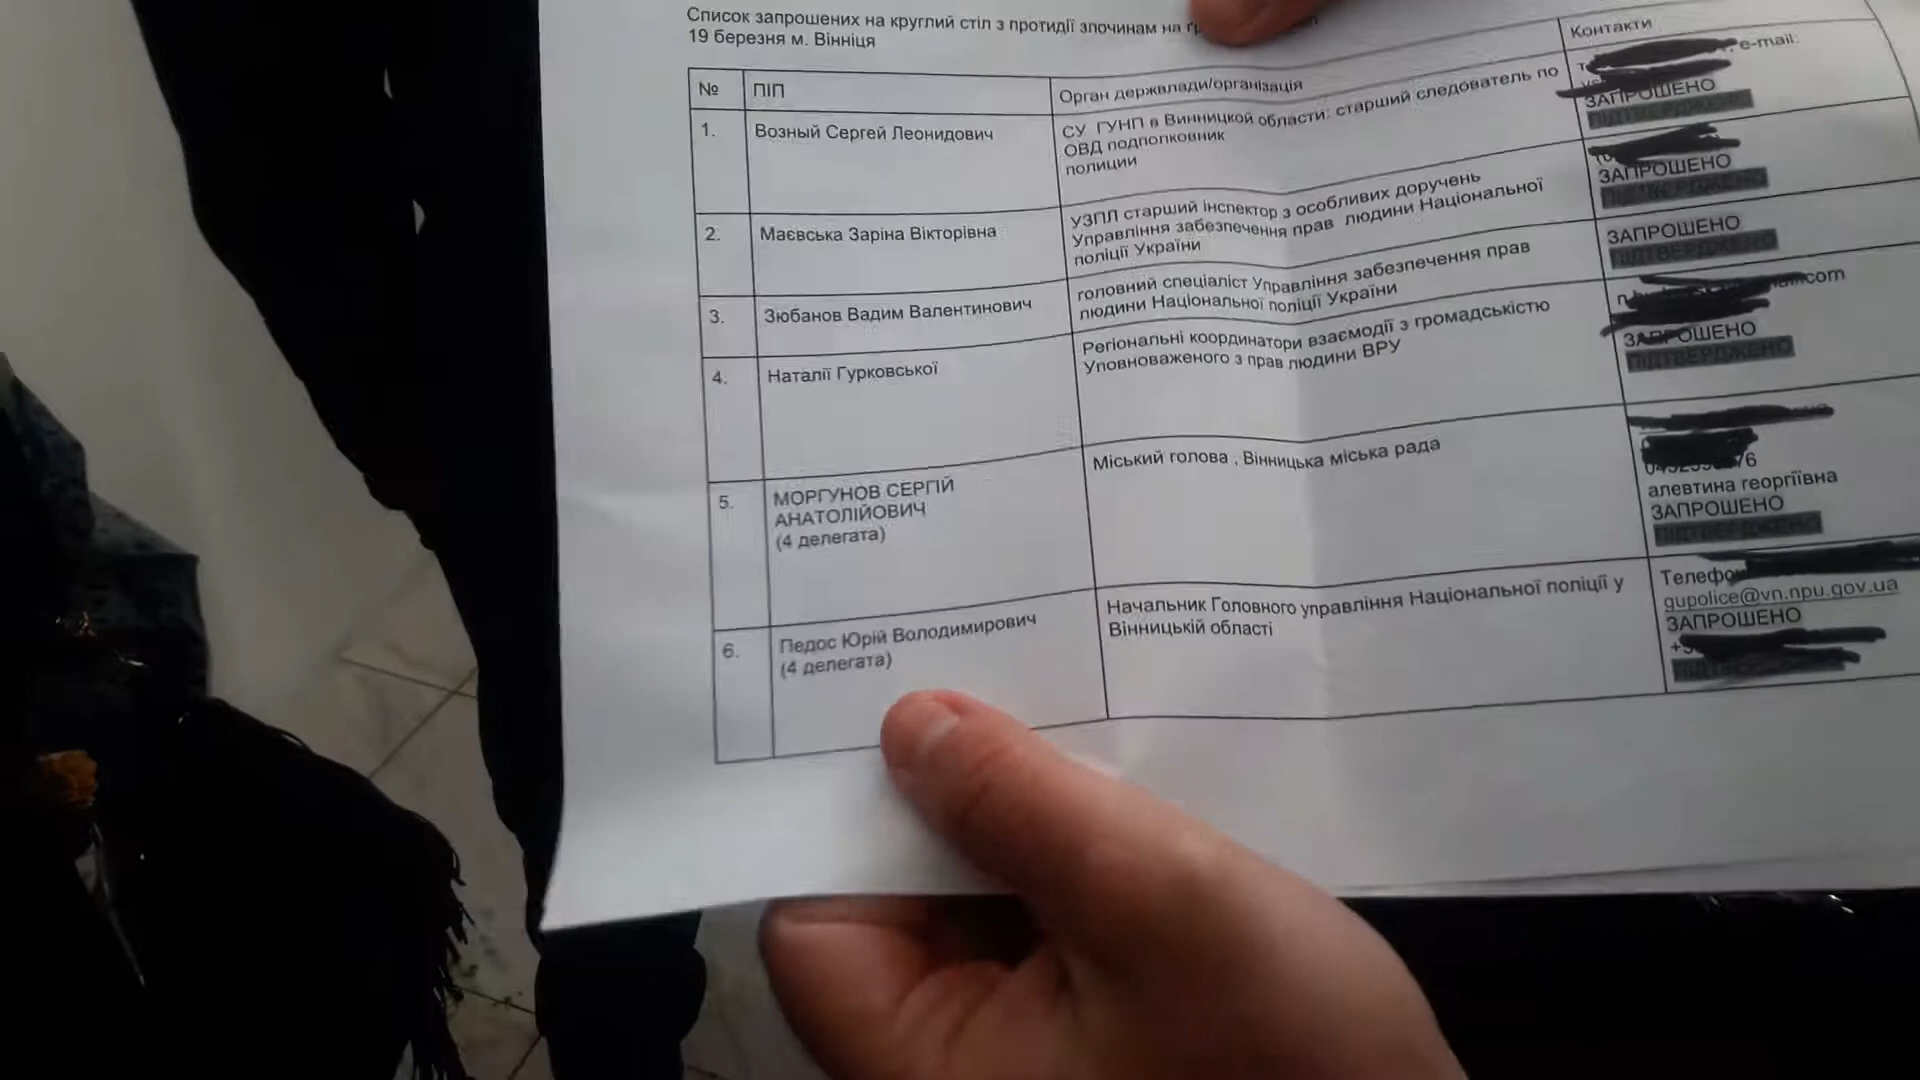 Список запрошених на круглий стіл з протидії злочинам на
19 березня м. Вінніця
№ ПІП Орган держвлади/організація Контакти
e-mail:
1. Возный Сергей Леонидович
СУ ГУНП в Винницкой области: старший следователь по
ОВД подполковник
полиции
ЗАПРОШЕНО
ПІДТВЕРДЖЕНО
2. Маєвська Заріна Вікторівна
УЗПЛ старший інспектор з особливих доручень
Управління забезпечення прав людини Національної
поліції України
ЗАПРОШЕНО
ПІДТВЕРДЖЕНО
3. Зюбанов Вадим Валентинович
головний спеціаліст Управління забезпечення прав
людини Національної поліції України
ЗАПРОШЕНО
ПІДТВЕРДЖЕНО
4. Наталії Гурковської
Регіональні координатори взаємодії з громадськістю
Уповноваженого з прав людини ВРУ
ЗАПРОШЕНО
ПІДТВЕРДЖЕНО
5. МОРГУНОВ СЕРГІЙ
АНАТОЛІЙОВИЧ
(4 делегата)
Міський голова , Вінницька міська рада
алевтина георгіївна
ЗАПРОШЕНО
ПІДТВЕРДЖЕНО
6. Педос Юрій Володимирович
(4 делегата)
Начальник Головного управління Національної поліції у
Вінницькій області
gupolice@vn.npu.gov.ua
ЗАПРОШЕНО